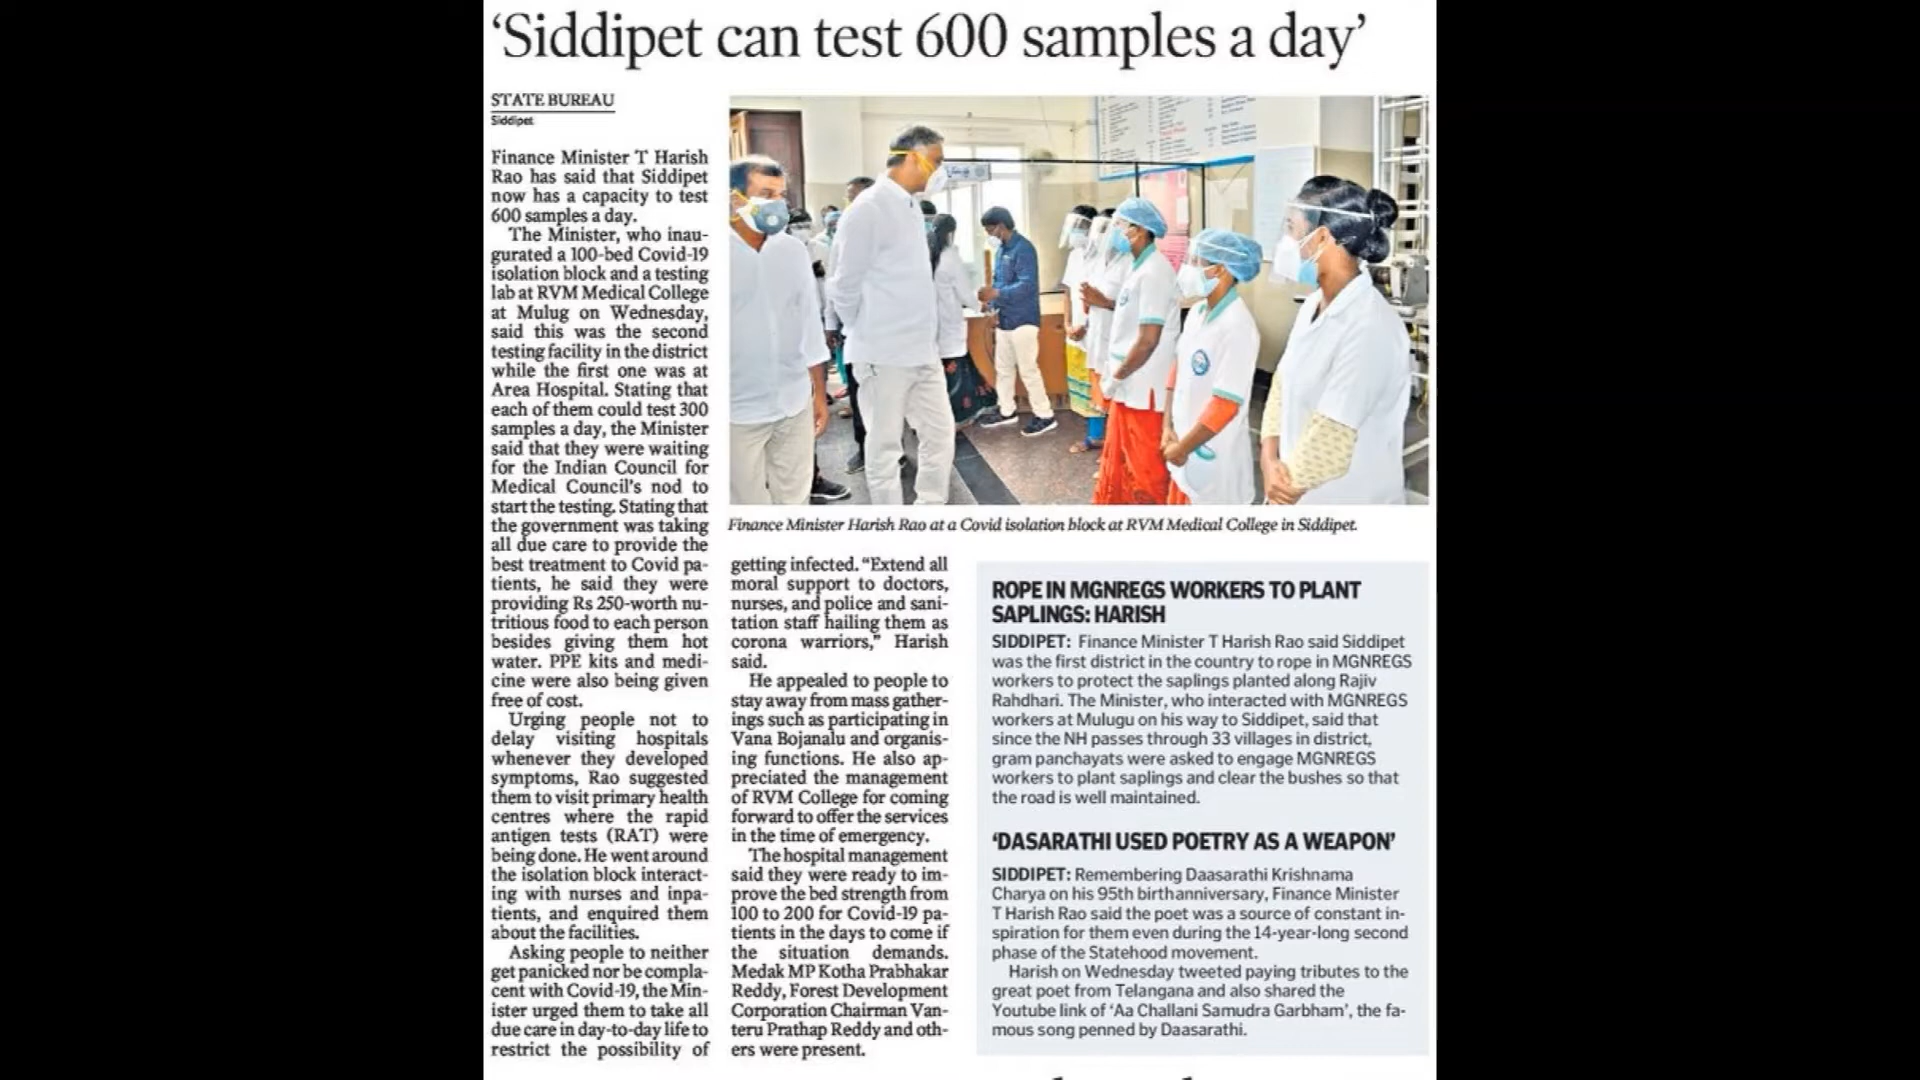 ‘Siddipet can test 600 samples a day’
STATE BUREAU
Siddipet
Finance Minister T Harish
Rao has said that Siddipet
now has a capacity to test
600 samples a day.
The Minister, who inau-
gurated a 100-bed Covid-19
isolation block and a testing
lab at RVM Medical College
at Mulug on Wednesday,
said this was the second
testing facility in the district
while the first one was at
Area Hospital. Stating that
each of them could test 300
samples a day, the Minister
said that they were waiting
for the Indian Council for
Medical Council's nod to
start the testing. Stating that
the government was taking
all due care to provide the
best treatment to Covid pa-
tients, he said they were
providing Rs 250-worth nu-
tritious food to each person
besides giving them hot
water. PPE kits and medi-
cine were also being given
free of cost.
Urging people not to
delay visiting hospitals
whenever they developed
symptoms, Rao suggested
them to visit primary health
centres where the rapid
antigen tests (RAT) were
being done. He went around
the isolation block interact-
ing with nurses and inpa-
tients, and enquired them
about the facilities.
Asking people to neither
get panicked nor be compla-
cent with Covid-19, the Min-
ister urged them to take all
due care in day-to-day life to
restrict the possibility of
Finance Minister Harish Rao at a Covid isolation block at RVM Medical College in Siddipet.
getting infected. “Extend all
moral support to doctors,
nurses, and police and sani-
tation staff hailing them as
corona warriors,” Harish
said.
He appealed to people to
stay away from mass gather-
ings such as participating in
Vana Bojanalu and organis-
ing functions. He also ap-
preciated the management
of RVM College for coming
forward to offer the services
in the time of emergency.
The hospital management
said they were ready to im-
prove the bed strength from
100 to 200 for Covid-19 pa-
tients in the days to come if
the situation demands.
Medak MP Kotha Prabhakar
Reddy, Forest Development
Corporation Chairman Van-
teru Prathap Reddy and oth-
ers were present.
ROPE IN MGNREGS WORKERS TO PLANT
SAPLINGS: HARISH
SIDDIPET: Finance Minister T Harish Rao said Siddipet
was the first district in the country to rope in MGNREGS
workers to protect the saplings planted along Rajiv
Rahdhari. The Minister, who interacted with MGNREGS
workers at Mulugu on his way to Siddipet, said that
since the NH passes through 33 villages in district,
gram panchayats were asked to engage MGNREGS
workers to plant saplings and clear the bushes so that
the road is well maintained.
‘DASARATHI USED POETRY AS A WEAPON’
SIDDIPET: Remembering Daasarathi Krishnama
Charya on his 95th birth anniversary, Finance Minister
T Harish Rao said the poet was a source of constant in-
spiration for them even during the 14-year-long second
phase of the Statehood movement.
Harish on Wednesday tweeted paying tributes to the
great poet from Telangana and also shared the
Youtube link of ‘Aa Challani Samudra Garbham’, the fa-
mous song penned by Daasarathi.